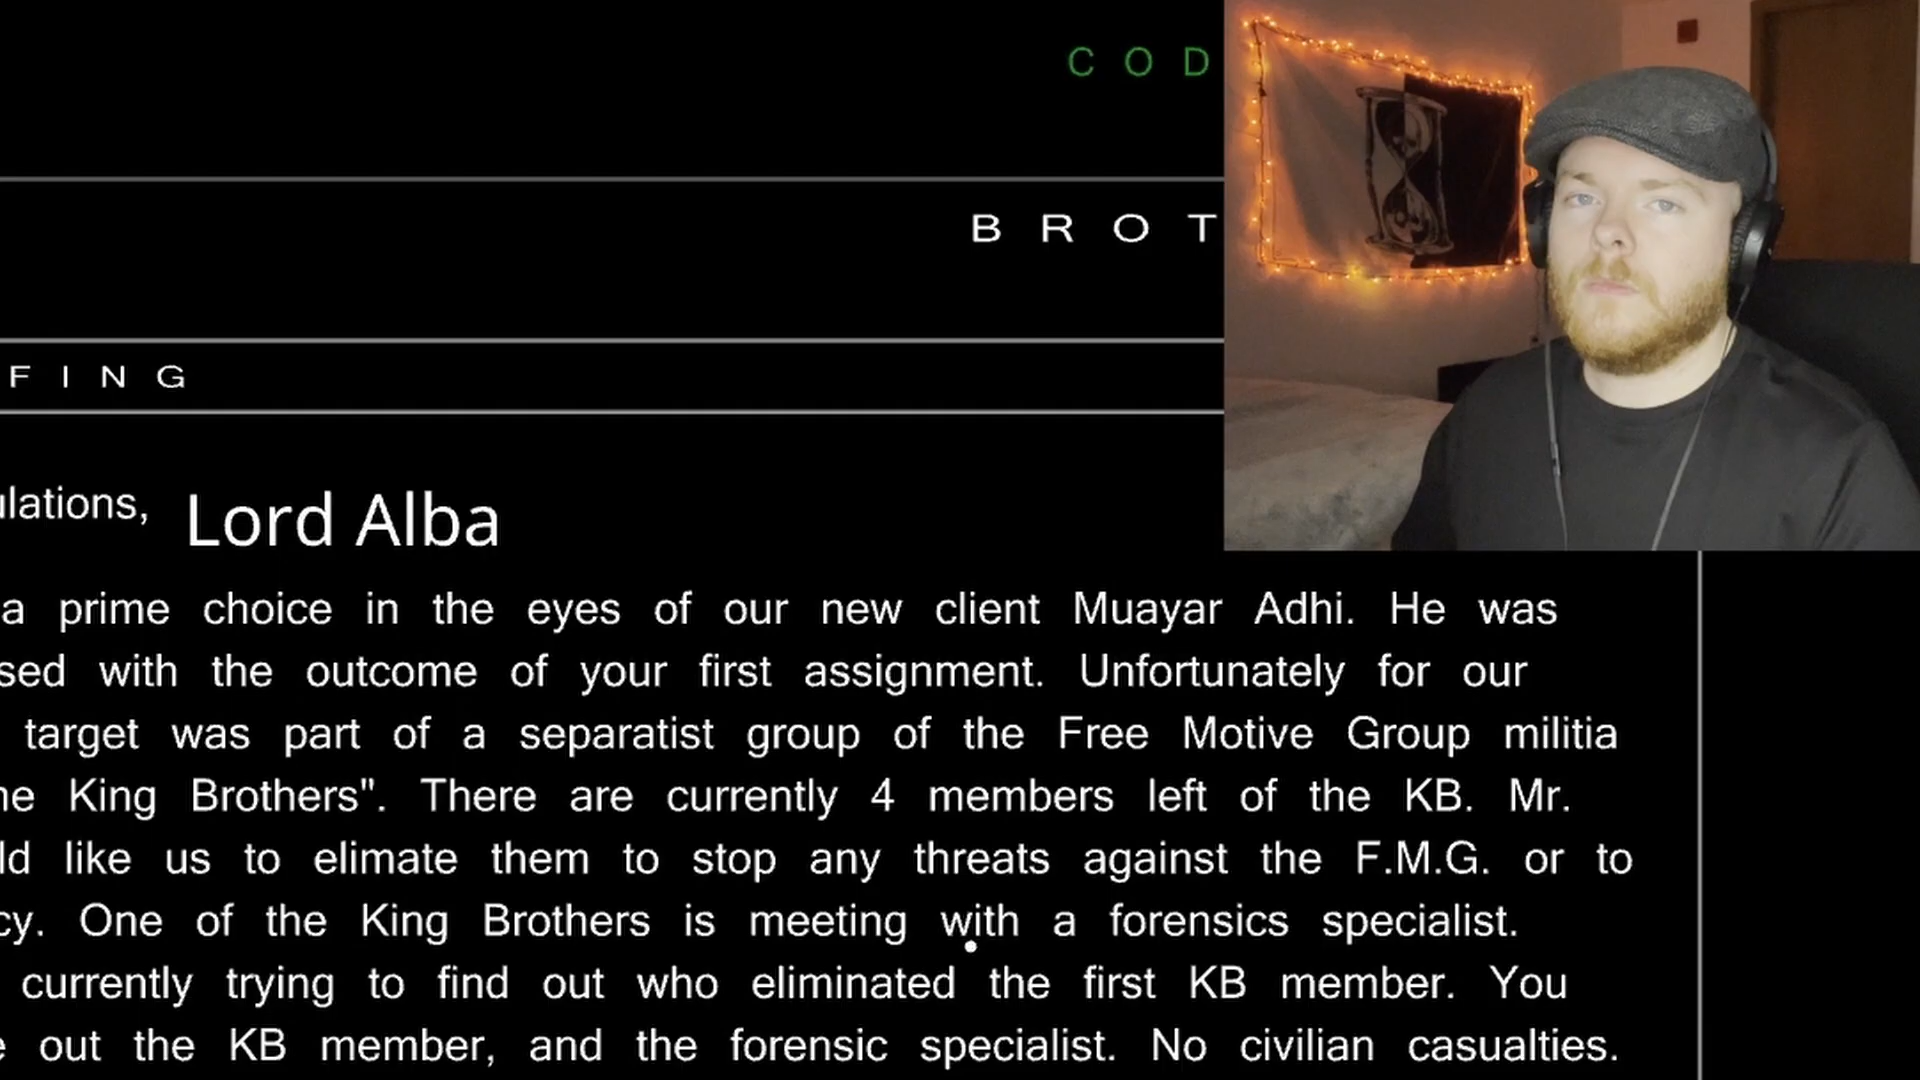 C O D
B R O T
F I N G
ulations, Lord Alba
a prime choice in the eyes of our new client Muayar Adhi. He was
sed with the outcome of your first assignment. Unfortunately for our
target was part of a separatist group of the Free Motive Group militia
he King Brothers". There are currently 4 members left of the KB. Mr.
ld like us to elimate them to stop any threats against the F.M.G. or to
cy. One of the King Brothers is meeting with a forensics specialist.
currently trying to find out who eliminated the first KB member. You
e out the KB member, and the forensic specialist. No civilian casualties.